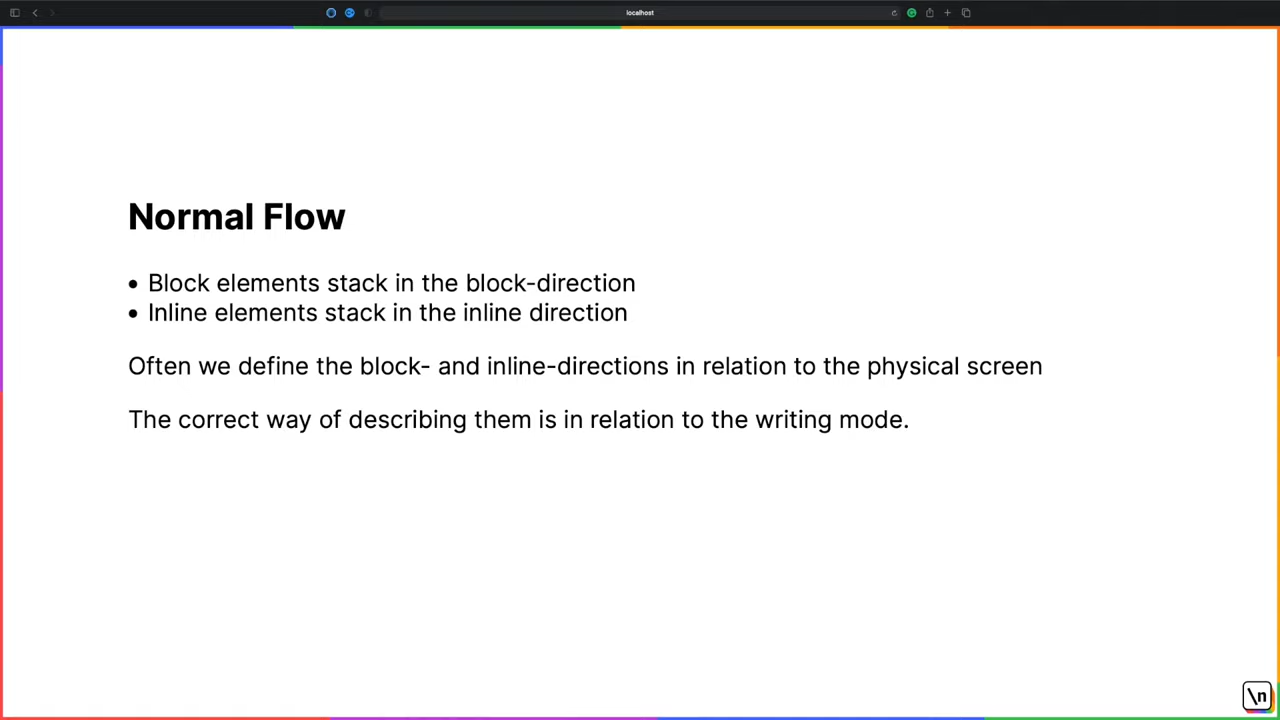 localhost
Normal Flow
• Block elements stack in the block-direction
• Inline elements stack in the inline direction
Often we define the block- and inline-directions in relation to the physical screen
The correct way of describing them is in relation to the writing mode.
\n